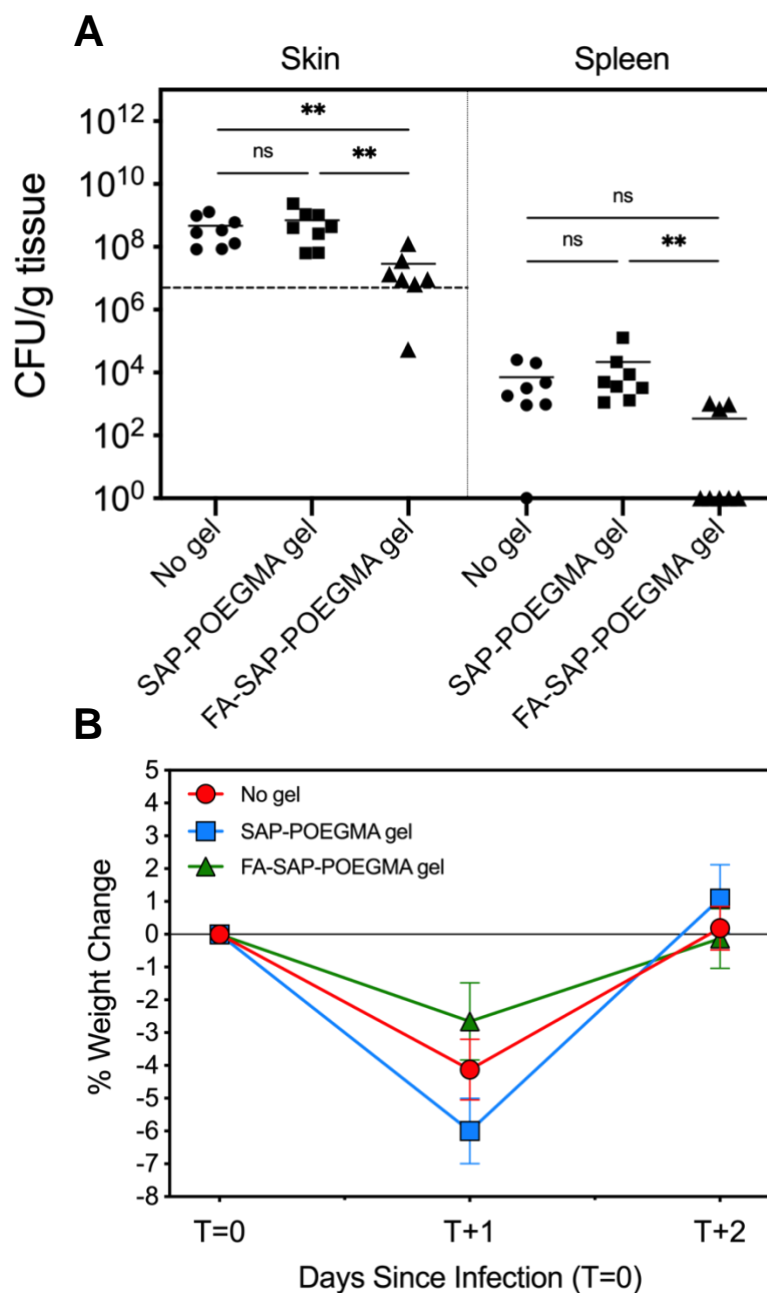 A
Skin
Spleen
CFU/g tissue
10¹²
10¹⁰
10⁸
10⁶
10⁴
10²
10⁰
**
ns
**
ns
ns
**
No gel
SAP-POEGMA gel
FA-SAP-POEGMA gel
No gel
SAP-POEGMA gel
FA-SAP-POEGMA gel
B
% Weight Change
5
4
3
2
1
0
-1
-2
-3
-4
-5
-6
-7
-8
No gel
SAP-POEGMA gel
FA-SAP-POEGMA gel
T=0
T+1
T+2
Days Since Infection (T=0)